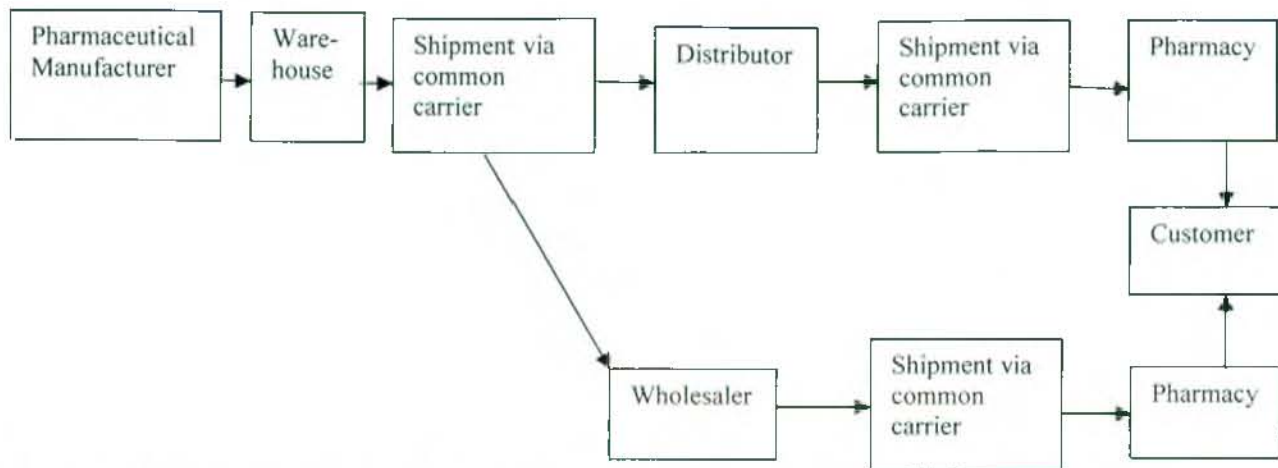 Pharmaceutical
Manufacturer
Ware-
house
Shipment via
common
carrier
Distributor
Shipment via
common
carrier
Pharmacy
Customer
Wholesaler
Shipment via
common
carrier
Pharmacy